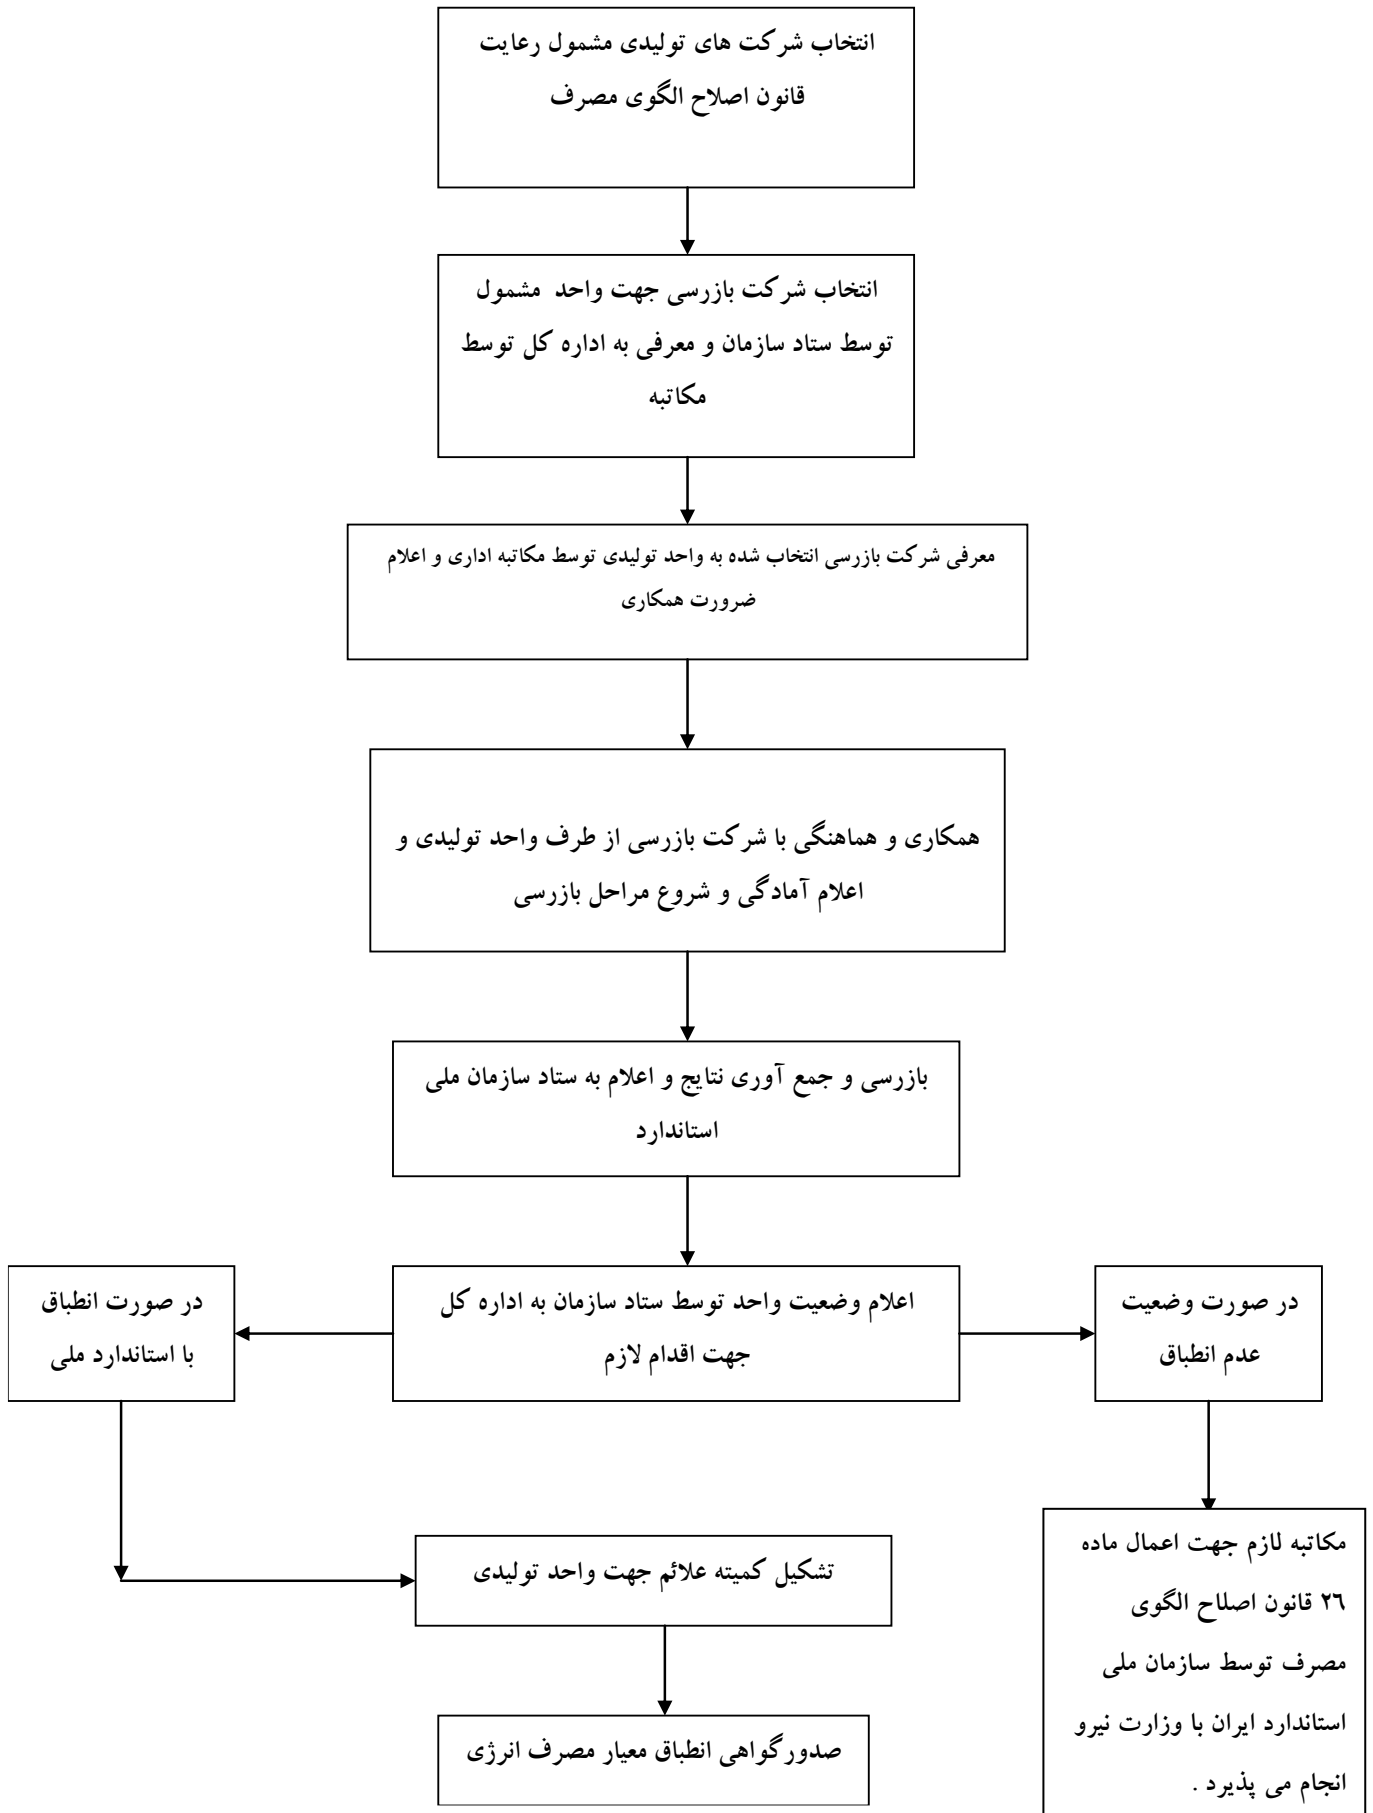 انتخاب شرکت های تولیدی مشمول رعایت
قانون اصلاح الگوی مصرف
انتخاب شرکت بازرسی جهت واحد مشمول
توسط ستاد سازمان و معرفی به اداره کل توسط
مکاتبه
معرفی شرکت بازرسی انتخاب شده به واحد تولیدی توسط مکاتبه اداری و اعلام
ضرورت همکاری
همکاری و هماهنگی با شرکت بازرسی از طرف واحد تولیدی و
اعلام آمادگی و شروع مراحل بازرسی
بازرسی و جمع آوری نتایج و اعلام به ستاد سازمان ملی
استاندارد
اعلام وضعیت واحد توسط ستاد سازمان به اداره کل
جهت اقدام لازم
در صورت وضعیت
عدم انطباق
در صورت انطباق
با استاندارد ملی
مکاتبه لازم جهت اعمال ماده
۲٦ قانون اصلاح الگوی
مصرف توسط سازمان ملی
استاندارد ایران با وزارت نیرو
انجام می پذیرد .
تشکیل کمیته علائم جهت واحد تولیدی
صدورگواهی انطباق معیار مصرف انرژی